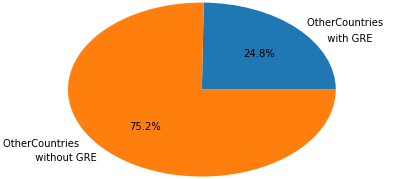 OtherCountries
with GRE
24.8%
75.2%
OtherCountries
without GRE